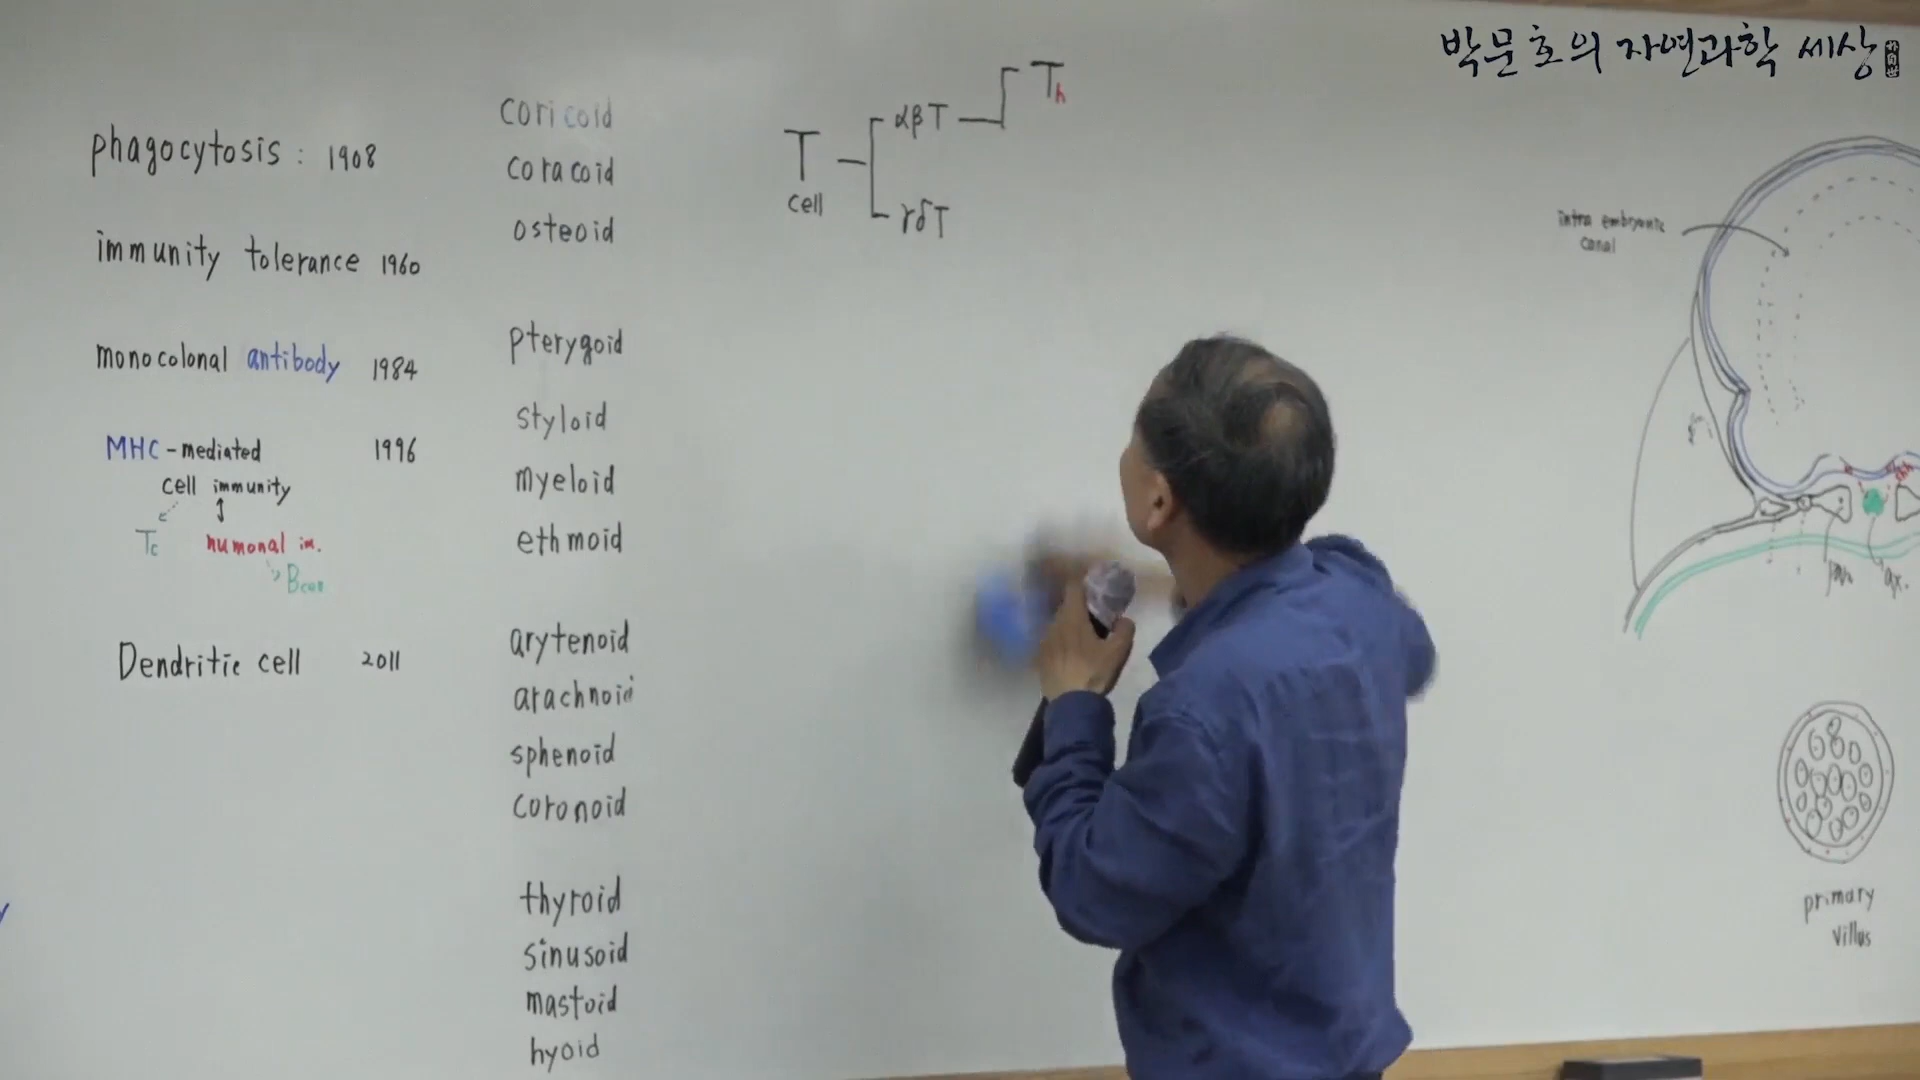 박문호의 자연과학 세상
phagocytosis : 1908
immunity tolerance 1960
monocolonal antibody 1984
MHC-mediated 1996
cell immunity
Tc humonal im.
Dendritic cell 2011
coricoid
coracoid
osteoid
pterygoid
styloid
myeloid
ethmoid
arytenoid
arachnoid
sphenoid
coronoid
thyroid
sinusoid
mastoid
hyoid
T cell
αβT
Th
γδT
intra embryonic
canal
primary
villus